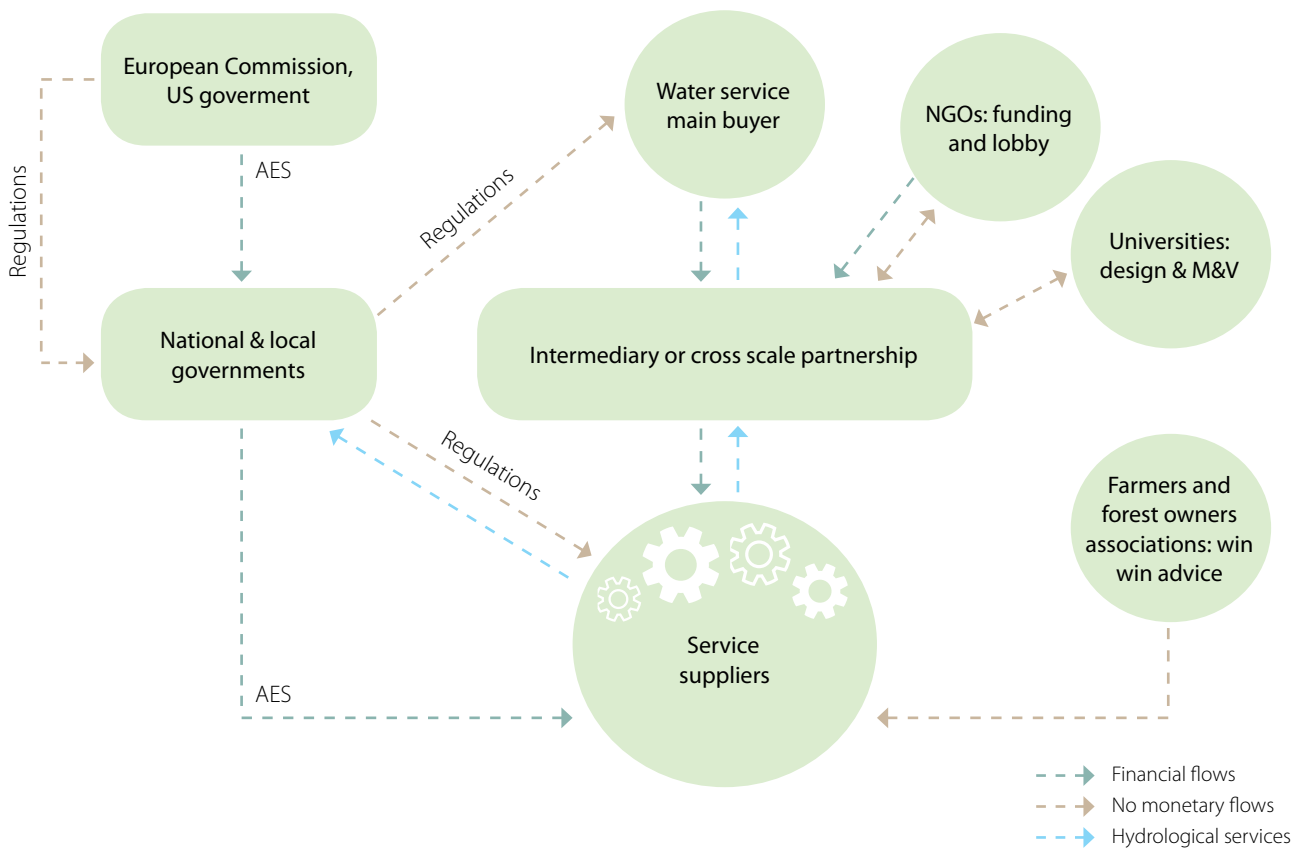 European Commission,
US goverment
Water service
main buyer
NGOs: funding
and lobby
Universities:
design & M&V
AES
Regulations
Regulations
National & local
governments
Intermediary or cross scale partnership
Regulations
Farmers and
forest owners
associations: win
win advice
Service
suppliers
AES
Financial flows
No monetary flows
Hydrological services